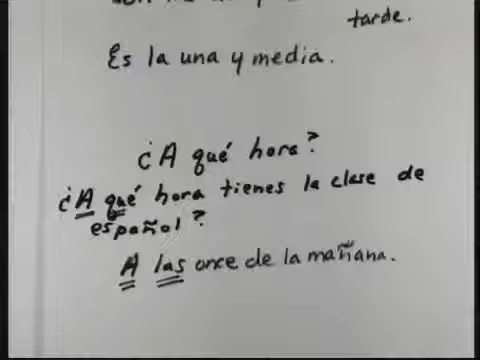 tarde.
Es la una y media.
¿A qué hora?
¿A qué hora tienes la clase de
español?
A las once de la mañana.